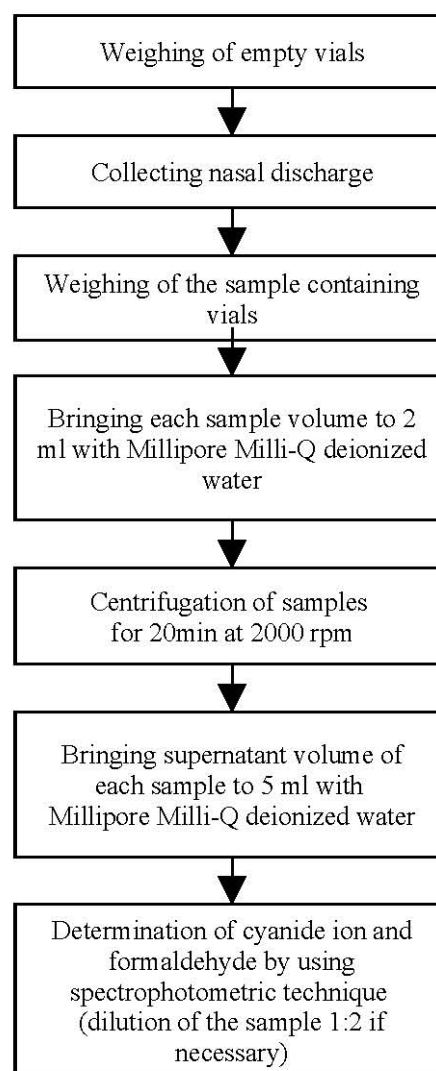 Weighing of empty vials
Collecting nasal discharge
Weighing of the sample containing
vials
Bringing each sample volume to 2
ml with Millipore Milli-Q deionized
water
Centrifugation of samples
for 20min at 2000 rpm
Bringing supernatant volume of
each sample to 5 ml with
Millipore Milli-Q deionized water
Determination of cyanide ion and
formaldehyde by using
spectrophotometric technique
(dilution of the sample 1:2 if
necessary)